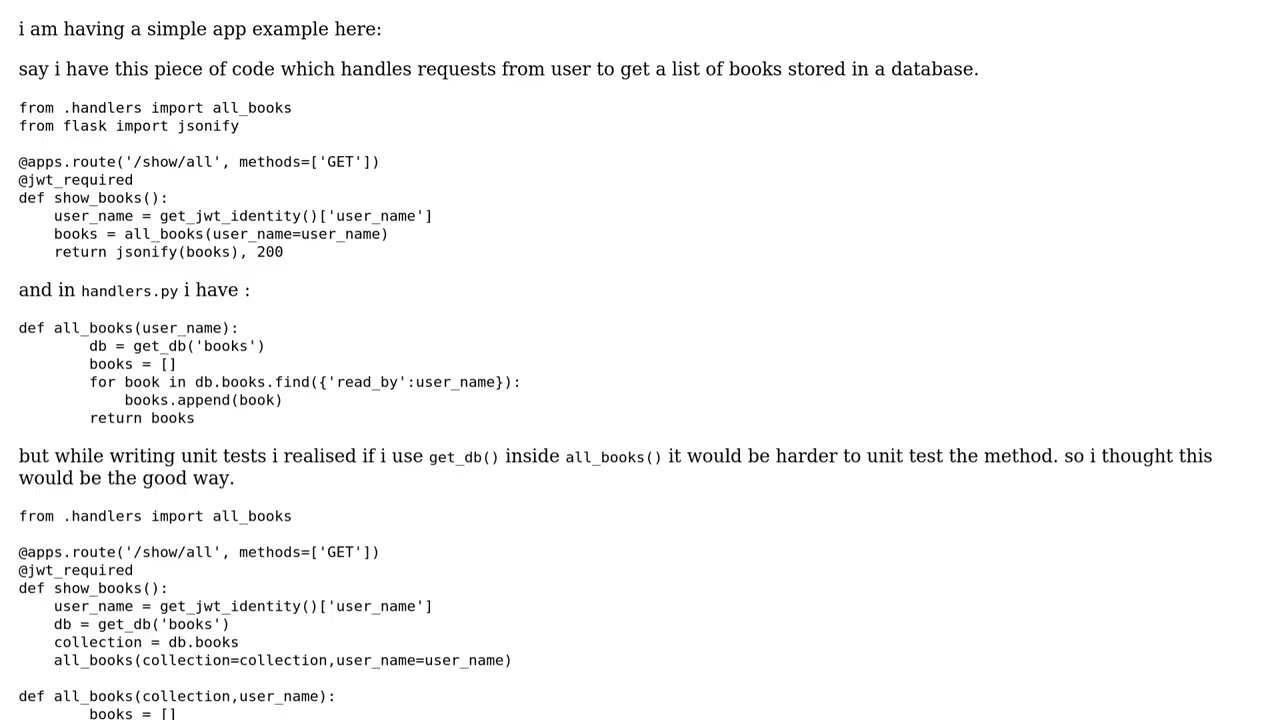 i am having a simple app example here:
say i have this piece of code which handles requests from user to get a list of books stored in a database.
from .handlers import all_books
from flask import jsonify
@apps.route('/show/all', methods=['GET'])
@jwt_required
def show_books():
    user_name = get_jwt_identity()['user_name']
    books = all_books(user_name=user_name)
    return jsonify(books), 200
and in handlers.py i have :
def all_books(user_name):
        db = get_db('books')
        books = []
        for book in db.books.find({'read_by':user_name}):
            books.append(book)
        return books
but while writing unit tests i realised if i use get_db() inside all_books() it would be harder to unit test the method. so i thought this
would be the good way.
from .handlers import all_books
@apps.route('/show/all', methods=['GET'])
@jwt_required
def show_books():
    user_name = get_jwt_identity()['user_name']
    db = get_db('books')
    collection = db.books
    all_books(collection=collection,user_name=user_name)
def all_books(collection,user_name):
        books = []